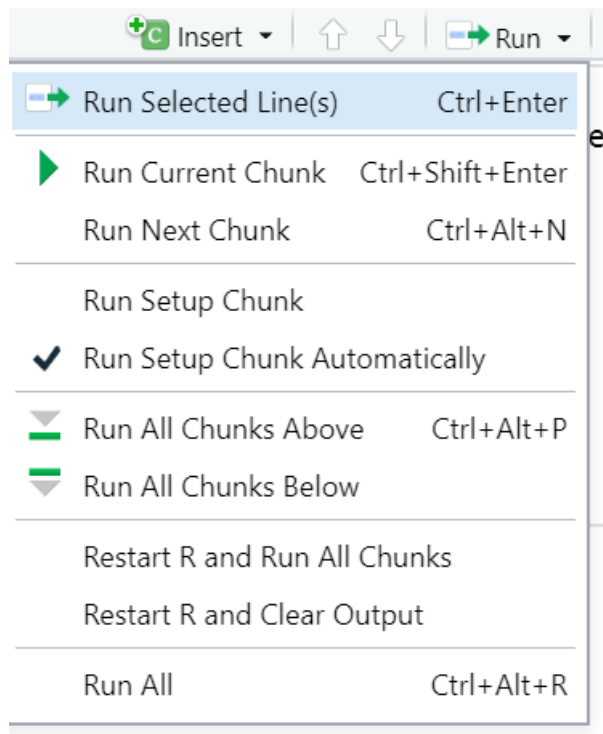 C Insert Run
Run Selected Line(s) Ctrl+Enter
e
Run Current Chunk Ctrl+Shift+Enter
Run Next Chunk Ctrl+Alt+N
Run Setup Chunk
Run Setup Chunk Automatically
Run All Chunks Above Ctrl+Alt+P
Run All Chunks Below
Restart R and Run All Chunks
Restart R and Clear Output
Run All Ctrl+Alt+R